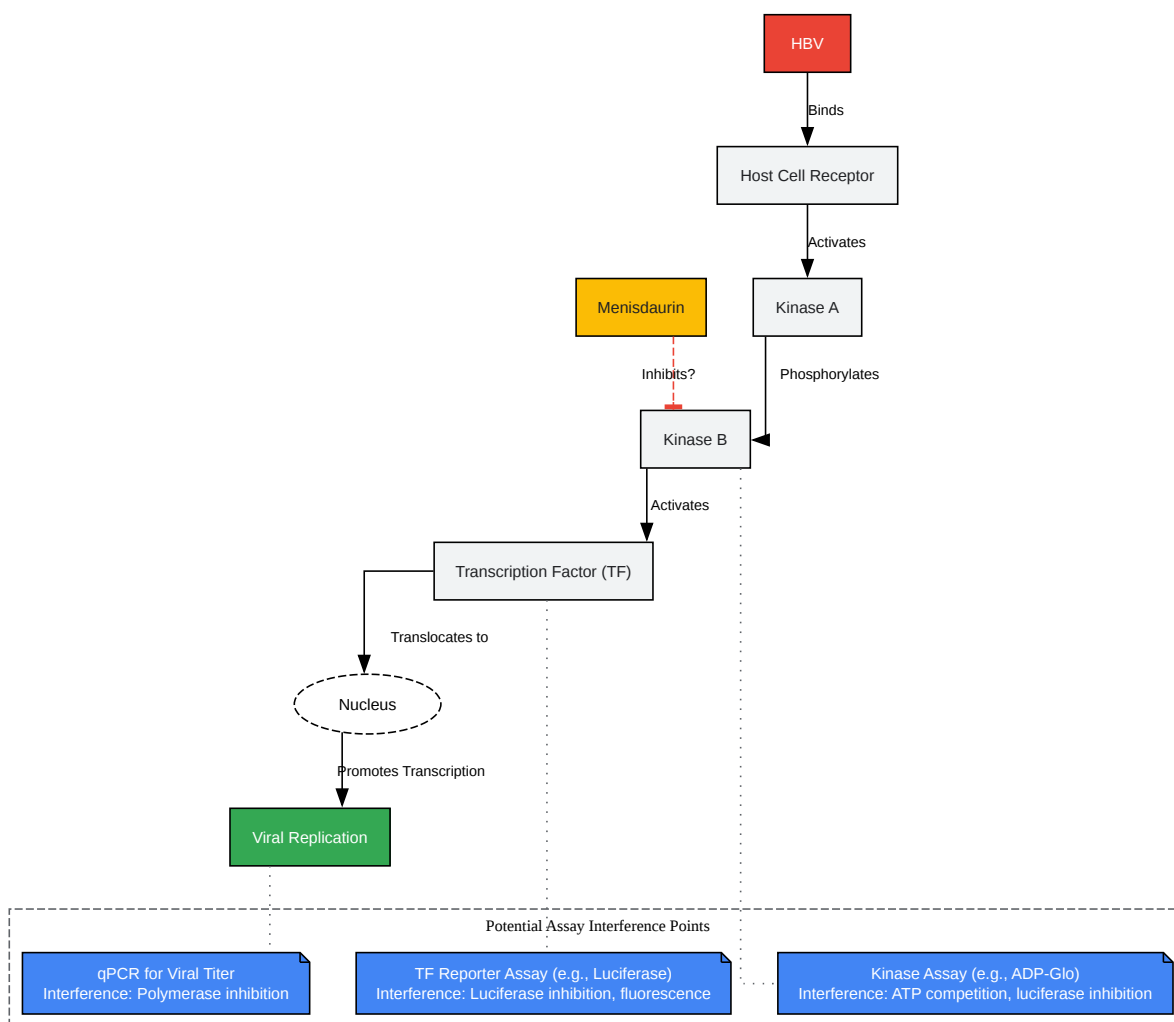 HBV
Binds
Host Cell Receptor
Activates
Menisdaurin
Kinase A
Inhibits?
Phosphorylates
Kinase B
Activates
Transcription Factor (TF)
Translocates to
Nucleus
Promotes Transcription
Viral Replication
Potential Assay Interference Points
qPCR for Viral Titer
Interference: Polymerase inhibition
TF Reporter Assay (e.g., Luciferase)
Interference: Luciferase inhibition, fluorescence
Kinase Assay (e.g., ADP-Glo)
Interference: ATP competition, luciferase inhibition